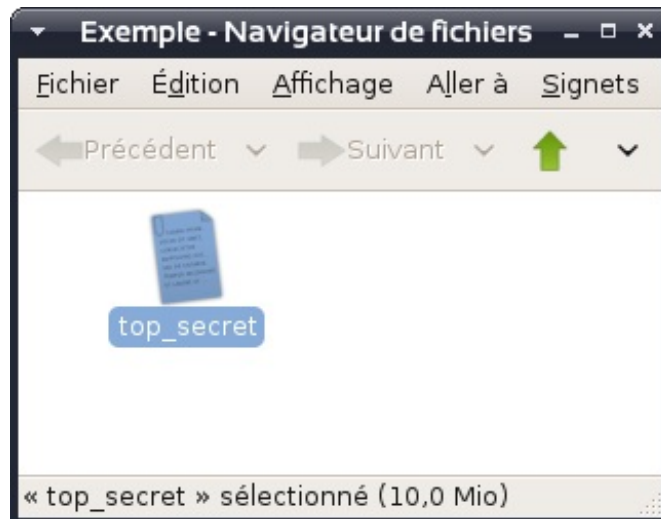 Exemple - Navigateur de fichiers
Fichier Édition Affichage Aller à Signets
Précédent Suivant
top_secret
« top_secret » sélectionné (10,0 Mio)